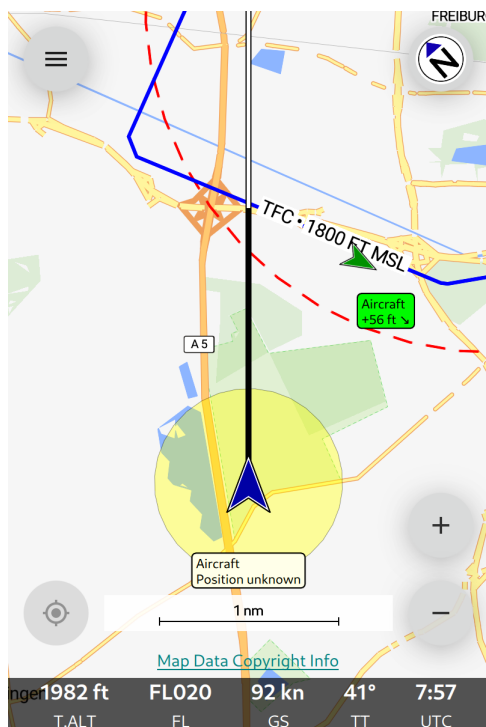 FREIBURG
N
TFC • 1800 FT MSL
Aircraft
+56 ft ↘
A 5
Aircraft
Position unknown
1 nm
Map Data Copyright Info
1982 ft FL020 92 kn 41° 7:57
T.ALT FL GS TT UTC